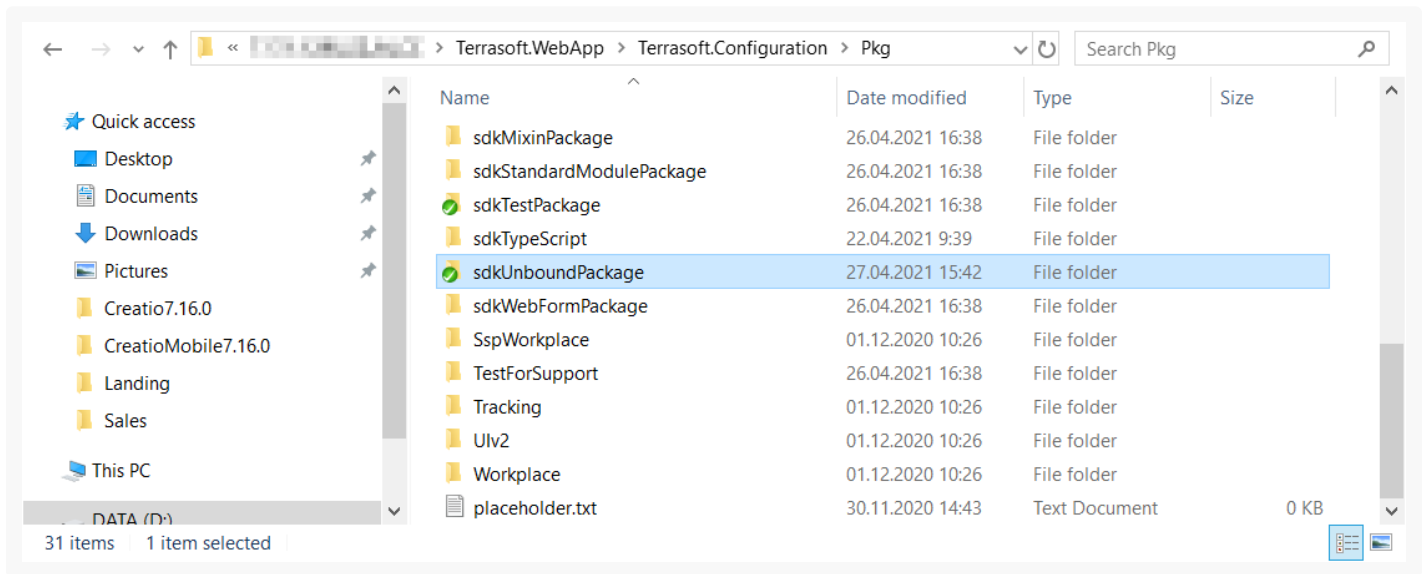 « > Terrasoft.WebApp > Terrasoft.Configuration > Pkg Search Pkg
Name Date modified Type Size
Quick access
Desktop
Documents
Downloads
Pictures
Creatio7.16.0
CreatioMobile7.16.0
Landing
Sales
This PC
DATA (D:)
sdkMixinPackage 26.04.2021 16:38 File folder
sdkStandardModulePackage 26.04.2021 16:38 File folder
sdkTestPackage 26.04.2021 16:38 File folder
sdkTypeScript 22.04.2021 9:39 File folder
sdkUnboundPackage 27.04.2021 15:42 File folder
sdkWebFormPackage 26.04.2021 16:38 File folder
SspWorkplace 01.12.2020 10:26 File folder
TestForSupport 26.04.2021 16:38 File folder
Tracking 01.12.2020 10:26 File folder
UIv2 01.12.2020 10:26 File folder
Workplace 01.12.2020 10:26 File folder
placeholder.txt 30.11.2020 14:43 Text Document 0 KB
31 items 1 item selected